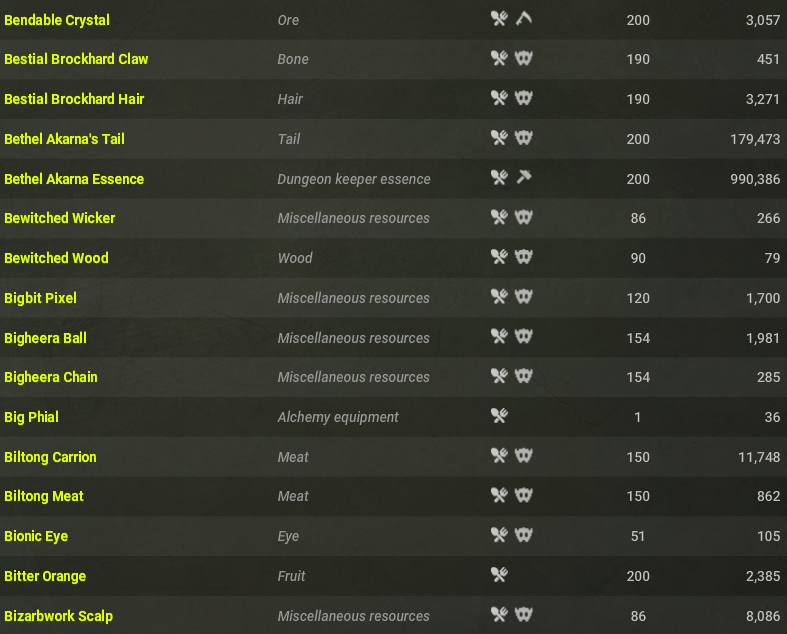 Bendable Crystal Ore 200 3,057
Bestial Brockhard Claw Bone 190 451
Bestial Brockhard Hair Hair 190 3,271
Bethel Akarna's Tail Tail 200 179,473
Bethel Akarna Essence Dungeon keeper essence 200 990,386
Bewitched Wicker Miscellaneous resources 86 266
Bewitched Wood Wood 90 79
Bigbit Pixel Miscellaneous resources 120 1,700
Bigheera Ball Miscellaneous resources 154 1,981
Bigheera Chain Miscellaneous resources 154 285
Big Phial Alchemy equipment 1 36
Biltong Carrion Meat 150 11,748
Biltong Meat Meat 150 862
Bionic Eye Eye 51 105
Bitter Orange Fruit 200 2,385
Bizarbwork Scalp Miscellaneous resources 86 8,086